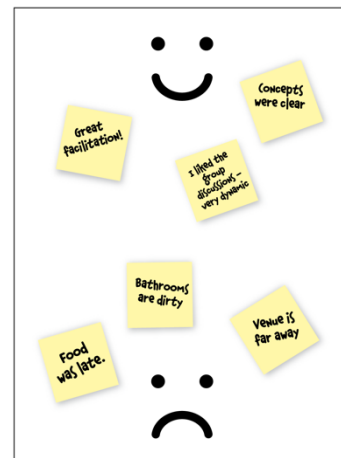 Concepts
were clear
Great
facilitation!
I liked the
group
discussions –
very dynamic
Bathrooms
are dirty
Venue is
far away
Food
was late.